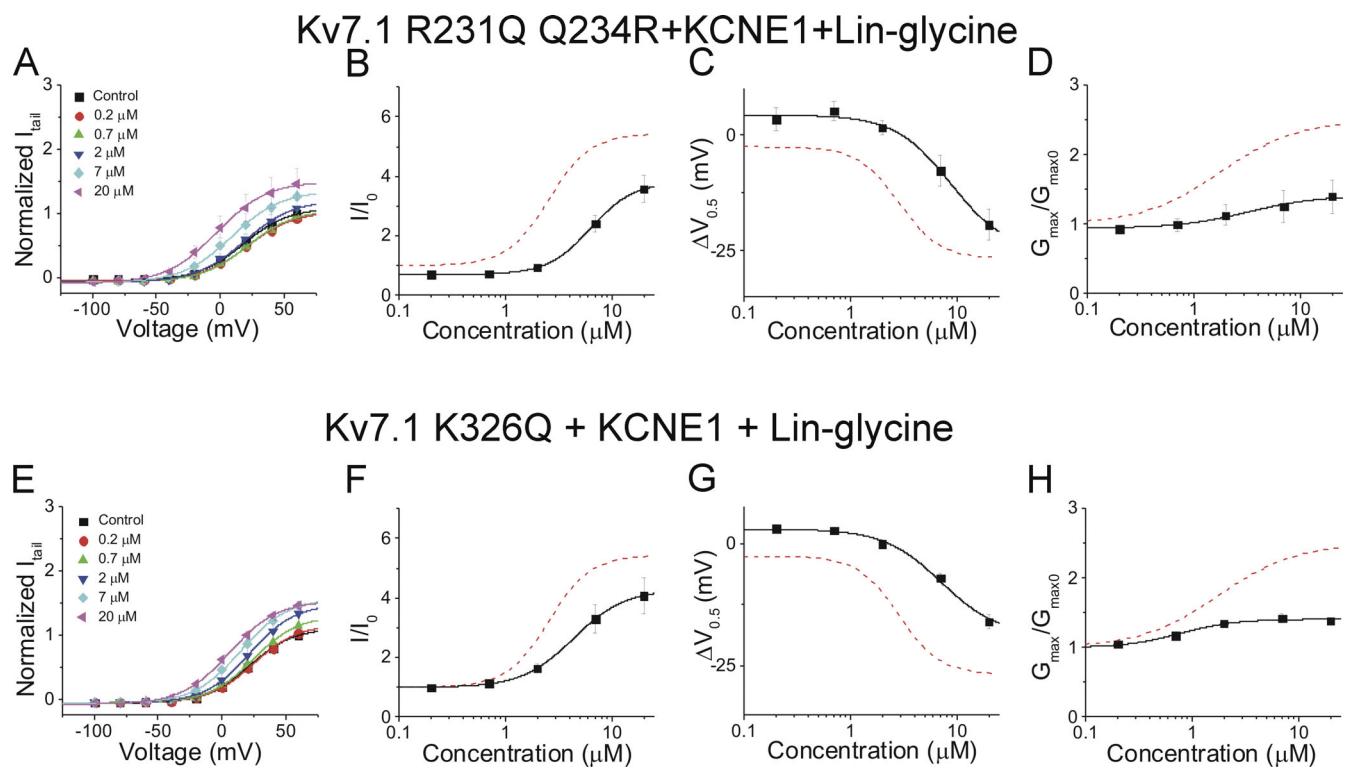 Kv7.1 R231Q Q234R+KCNE1+Lin-glycine
A
Normalized I_tail
3
2
1
0
Control
0.2 μM
0.7 μM
2 μM
7 μM
20 μM
-100 -50 0 50
Voltage (mV)
B
I/I_0
6
4
2
0
0.1 1 10
Concentration (μM)
C
ΔV_0.5 (mV)
0
-25
0.1 1 10
Concentration (μM)
D
G_max/G_max0
3
2
1
0
0.1 1 10
Concentration (μM)
Kv7.1 K326Q + KCNE1 + Lin-glycine
E
Normalized I_tail
3
2
1
0
Control
0.2 μM
0.7 μM
2 μM
7 μM
20 μM
-100 -50 0 50
Voltage (mV)
F
I/I_0
6
4
2
0
0.1 1 10
Concentration (μM)
G
ΔV_0.5 (mV)
0
-25
0.1 1 10
Concentration (μM)
H
G_max/G_max0
3
2
1
0
0.1 1 10
Concentration (μM)